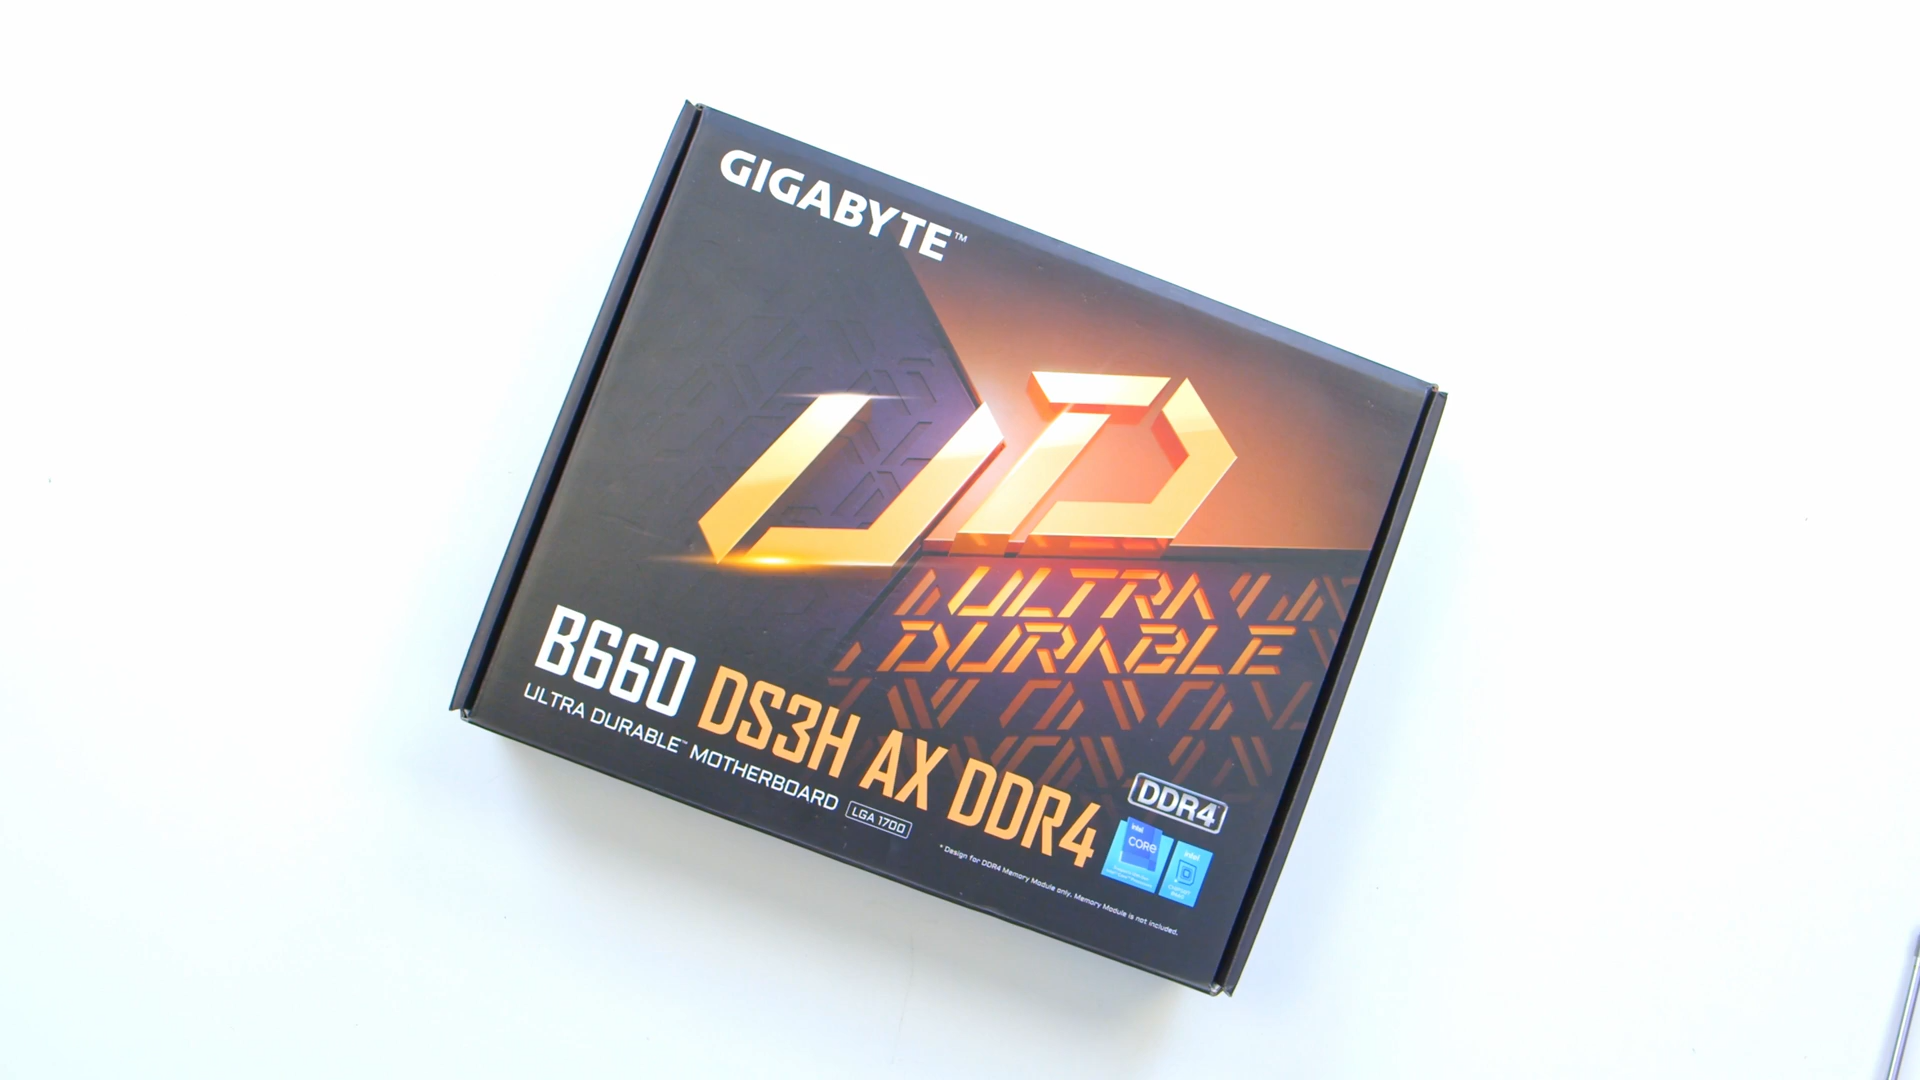 GIGABYTE™
UD
ULTRA
DURABLE
B660 DS3H AX DDR4
ULTRA DURABLE™ MOTHERBOARD LGA 1700
DDR4
intel
CORE
intel
* Design for DDR4 Memory Module only, Memory Module is not included.